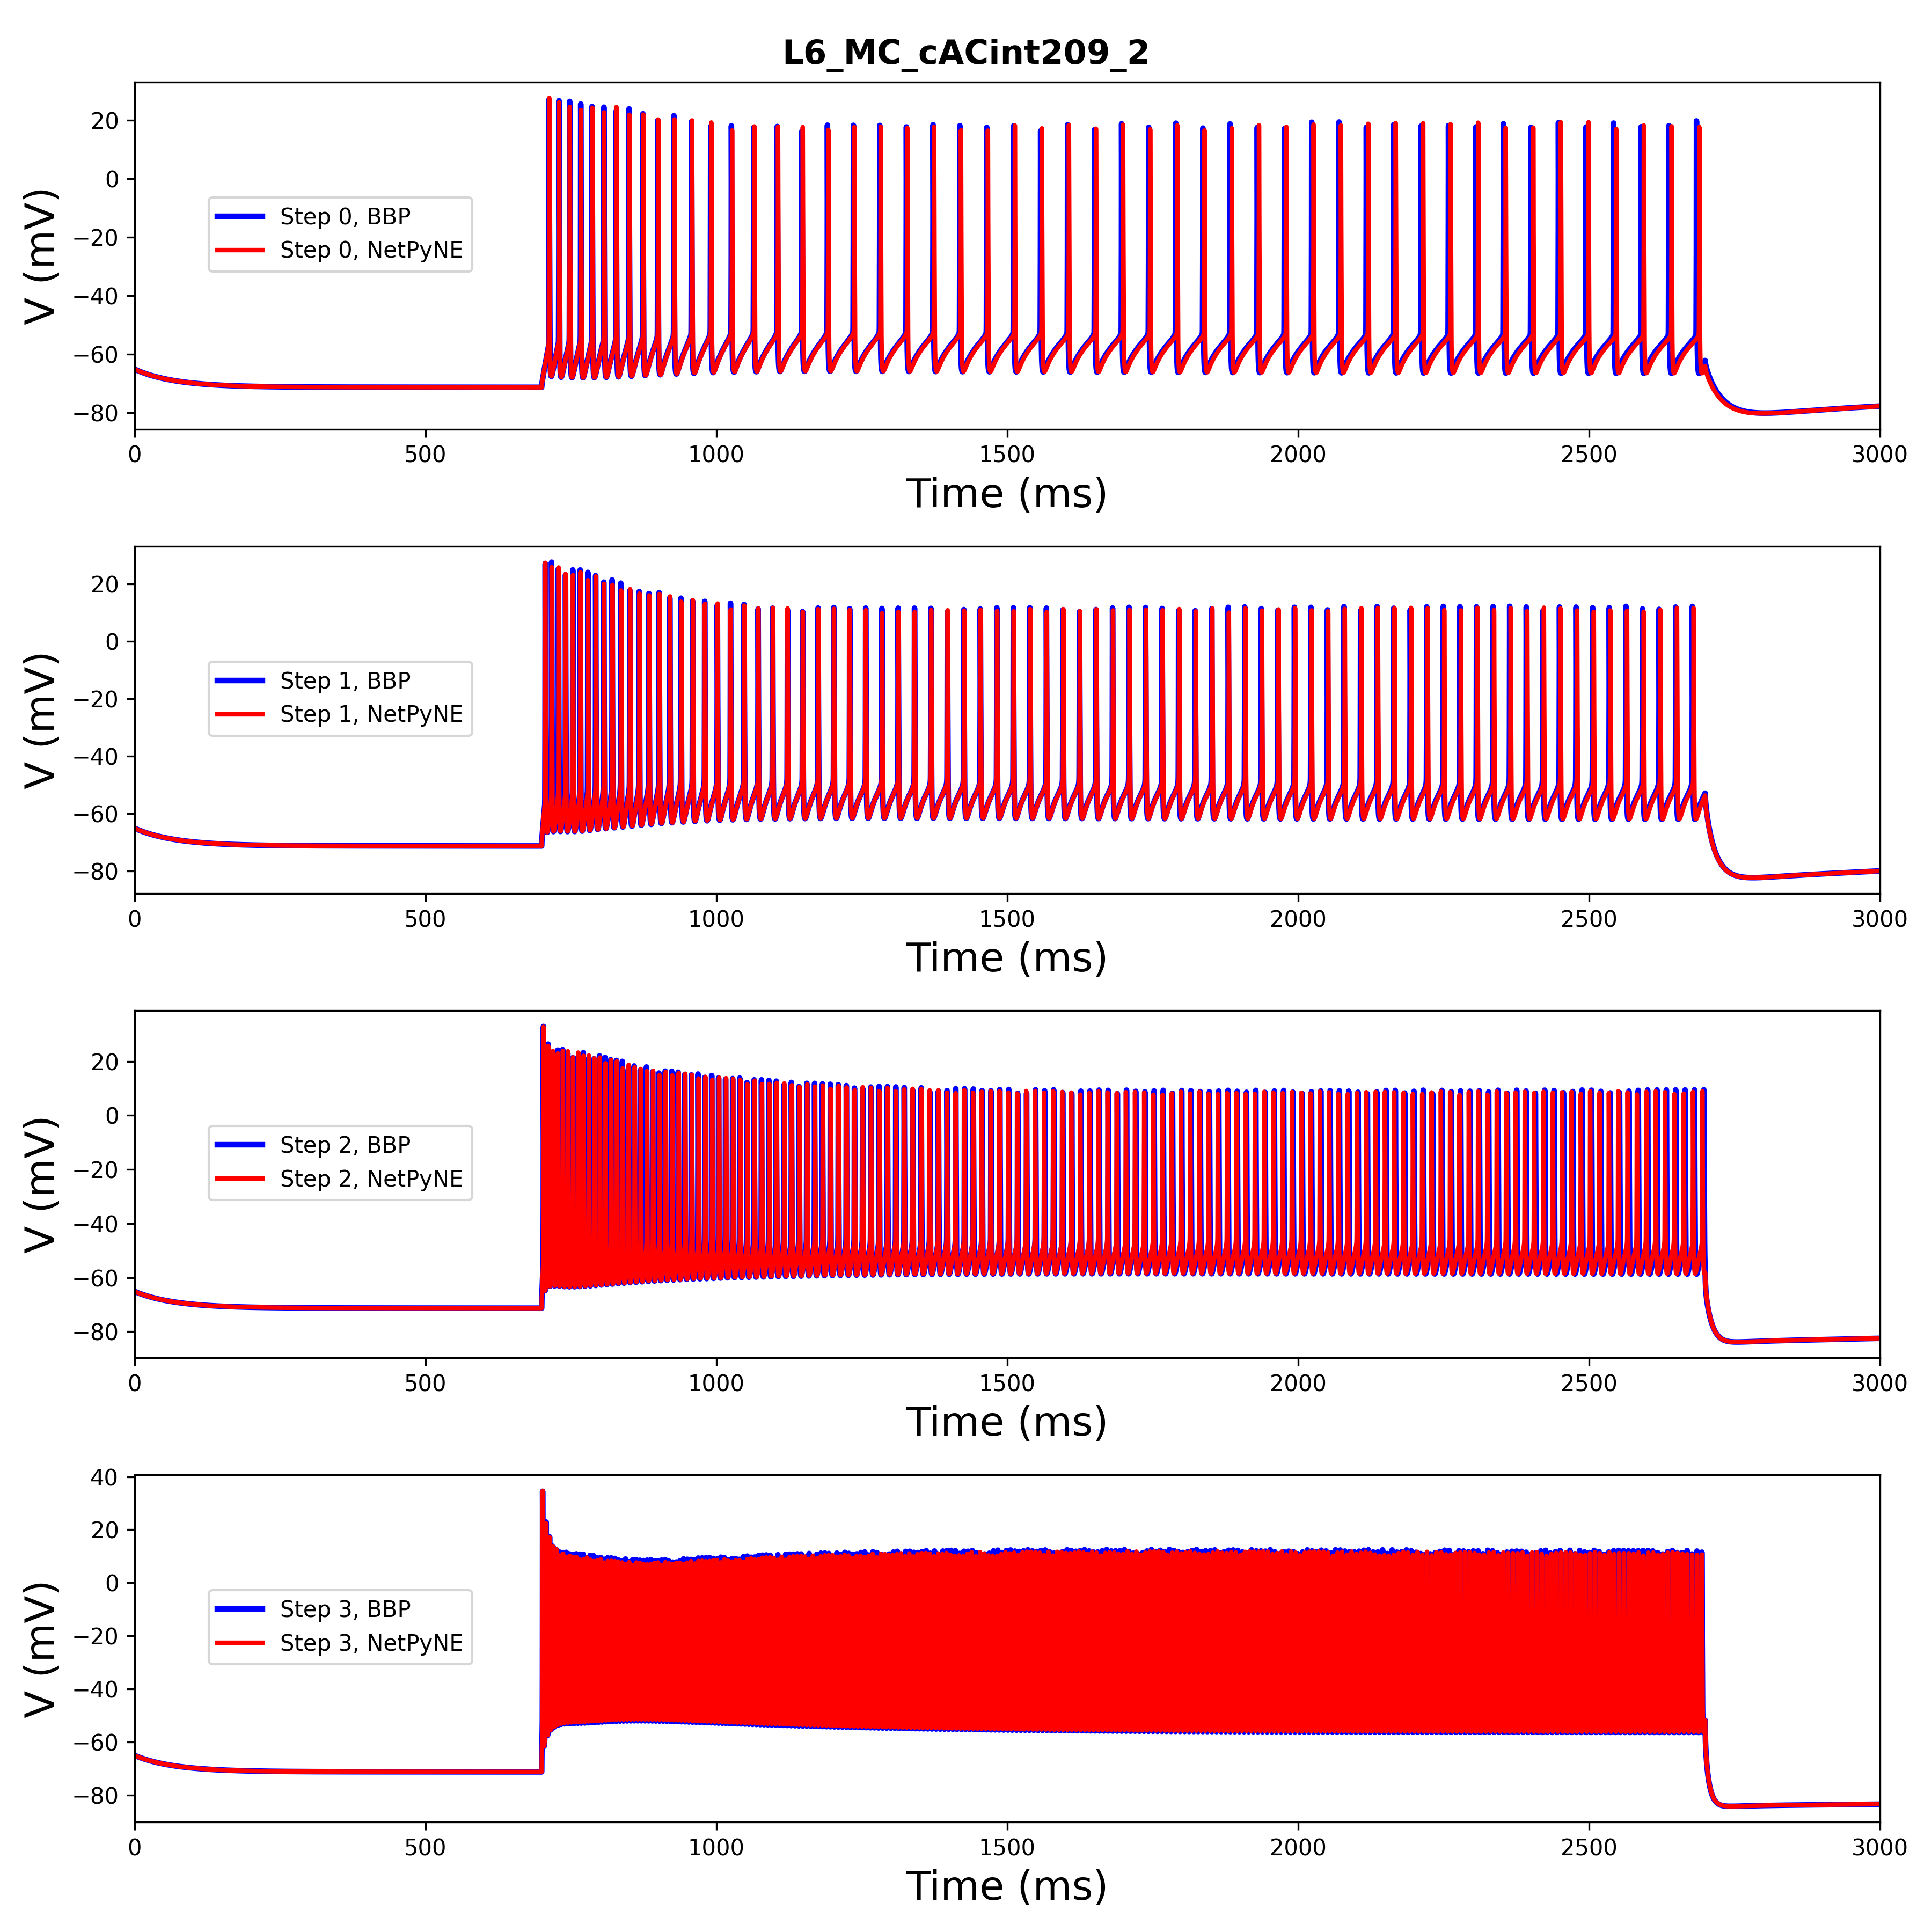 L6_MC_cACint209_2
20
0
−20
−40
−60
−80
V (mV)
Step 0, BBP
Step 0, NetPyNE
0 500 1000 1500 2000 2500 3000
Time (ms)
20
0
−20
−40
−60
−80
V (mV)
Step 1, BBP
Step 1, NetPyNE
0 500 1000 1500 2000 2500 3000
Time (ms)
20
0
−20
−40
−60
−80
V (mV)
Step 2, BBP
Step 2, NetPyNE
0 500 1000 1500 2000 2500 3000
Time (ms)
40
20
0
−20
−40
−60
−80
V (mV)
Step 3, BBP
Step 3, NetPyNE
0 500 1000 1500 2000 2500 3000
Time (ms)